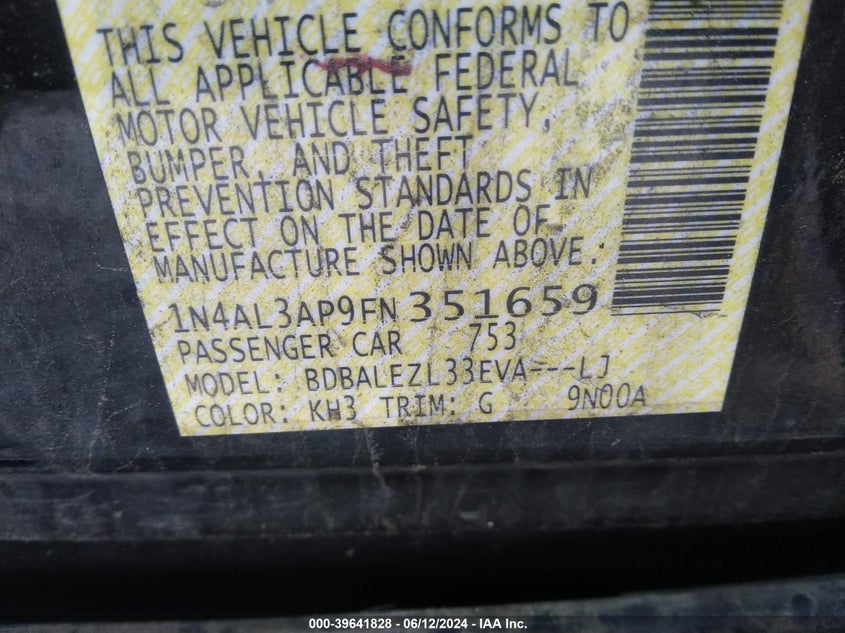 THIS VEHICLE CONFORMS TO
ALL APPLICABLE FEDERAL
MOTOR VEHICLE SAFETY,
BUMPER, AND THEFT
PREVENTION STANDARDS IN
EFFECT ON THE DATE OF
MANUFACTURE SHOWN ABOVE.
1N4AL3AP9FN351659
PASSENGER CAR 753
MODEL: BDBALEZL33EVA---LJ
COLOR: KH3 TRIM: G 9N00A
000-39641828 - 06/12/2024 - IAA Inc.